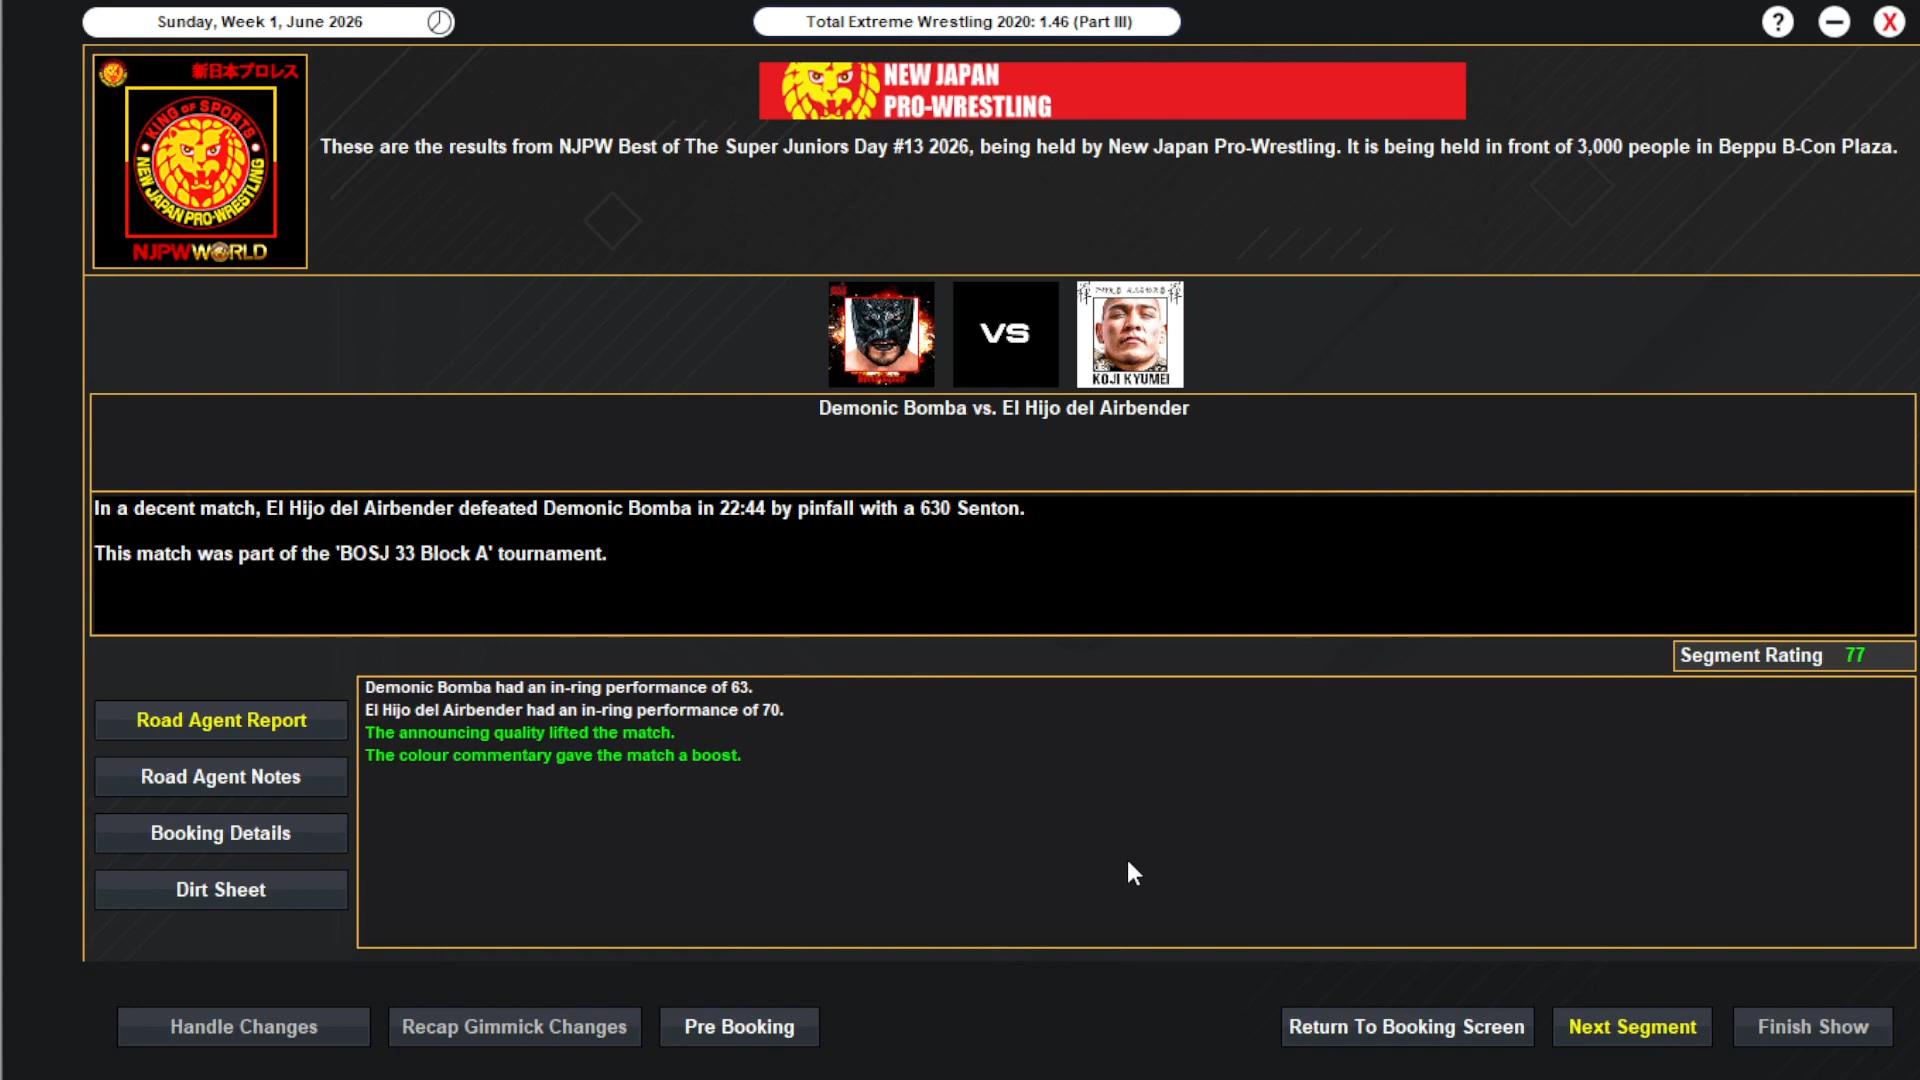 Sunday, Week 1, June 2026
Total Extreme Wrestling 2020: 1.46 (Part III)
?
X
新日本プロレス
KING OF SPORTS
NEW JAPAN PRO-WRESTLING
NJPWWORLD
NEW JAPAN
PRO-WRESTLING
These are the results from NJPW Best of The Super Juniors Day #13 2026, being held by New Japan Pro-Wrestling. It is being held in front of 3,000 people in Beppu B-Con Plaza.
VS
KOJI KYUMEI
Demonic Bomba vs. El Hijo del Airbender
In a decent match, El Hijo del Airbender defeated Demonic Bomba in 22:44 by pinfall with a 630 Senton.
This match was part of the 'BOSJ 33 Block A' tournament.
Segment Rating 77
Road Agent Report
Road Agent Notes
Booking Details
Dirt Sheet
Demonic Bomba had an in-ring performance of 63.
El Hijo del Airbender had an in-ring performance of 70.
The announcing quality lifted the match.
The colour commentary gave the match a boost.
Handle Changes
Recap Gimmick Changes
Pre Booking
Return To Booking Screen
Next Segment
Finish Show